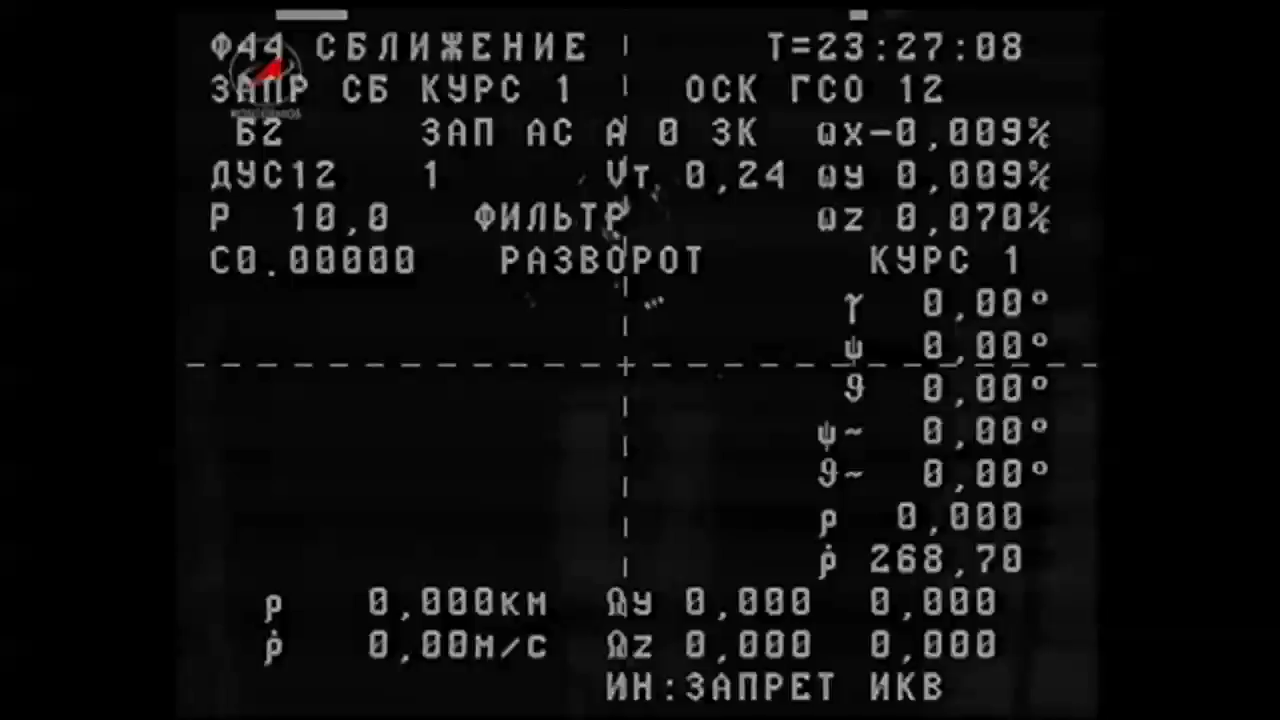 Ф44 СБЛИЖЕНИЕ Т=23:27:08
ЗАПР СБ КУРС 1 ОСК ГСО 12
Б2 ЗАП АС А 0 ЗК ωX-0,009%
ДУС12 1 Vт 0,24 ωУ 0,009%
Р 10,0 ФИЛЬТР ωZ 0,070%
С0.00000 РАЗВОРОТ КУРС 1
γ 0,00°
ψ 0,00°
ϑ 0,00°
ψ~ 0,00°
ϑ~ 0,00°
ρ 0,000
ρ̇ 268,70
ρ 0,000КМ ΩУ 0,000 0,000
ρ̇ 0,00М/С ΩZ 0,000 0,000
ИН:ЗАПРЕТ ИКВ